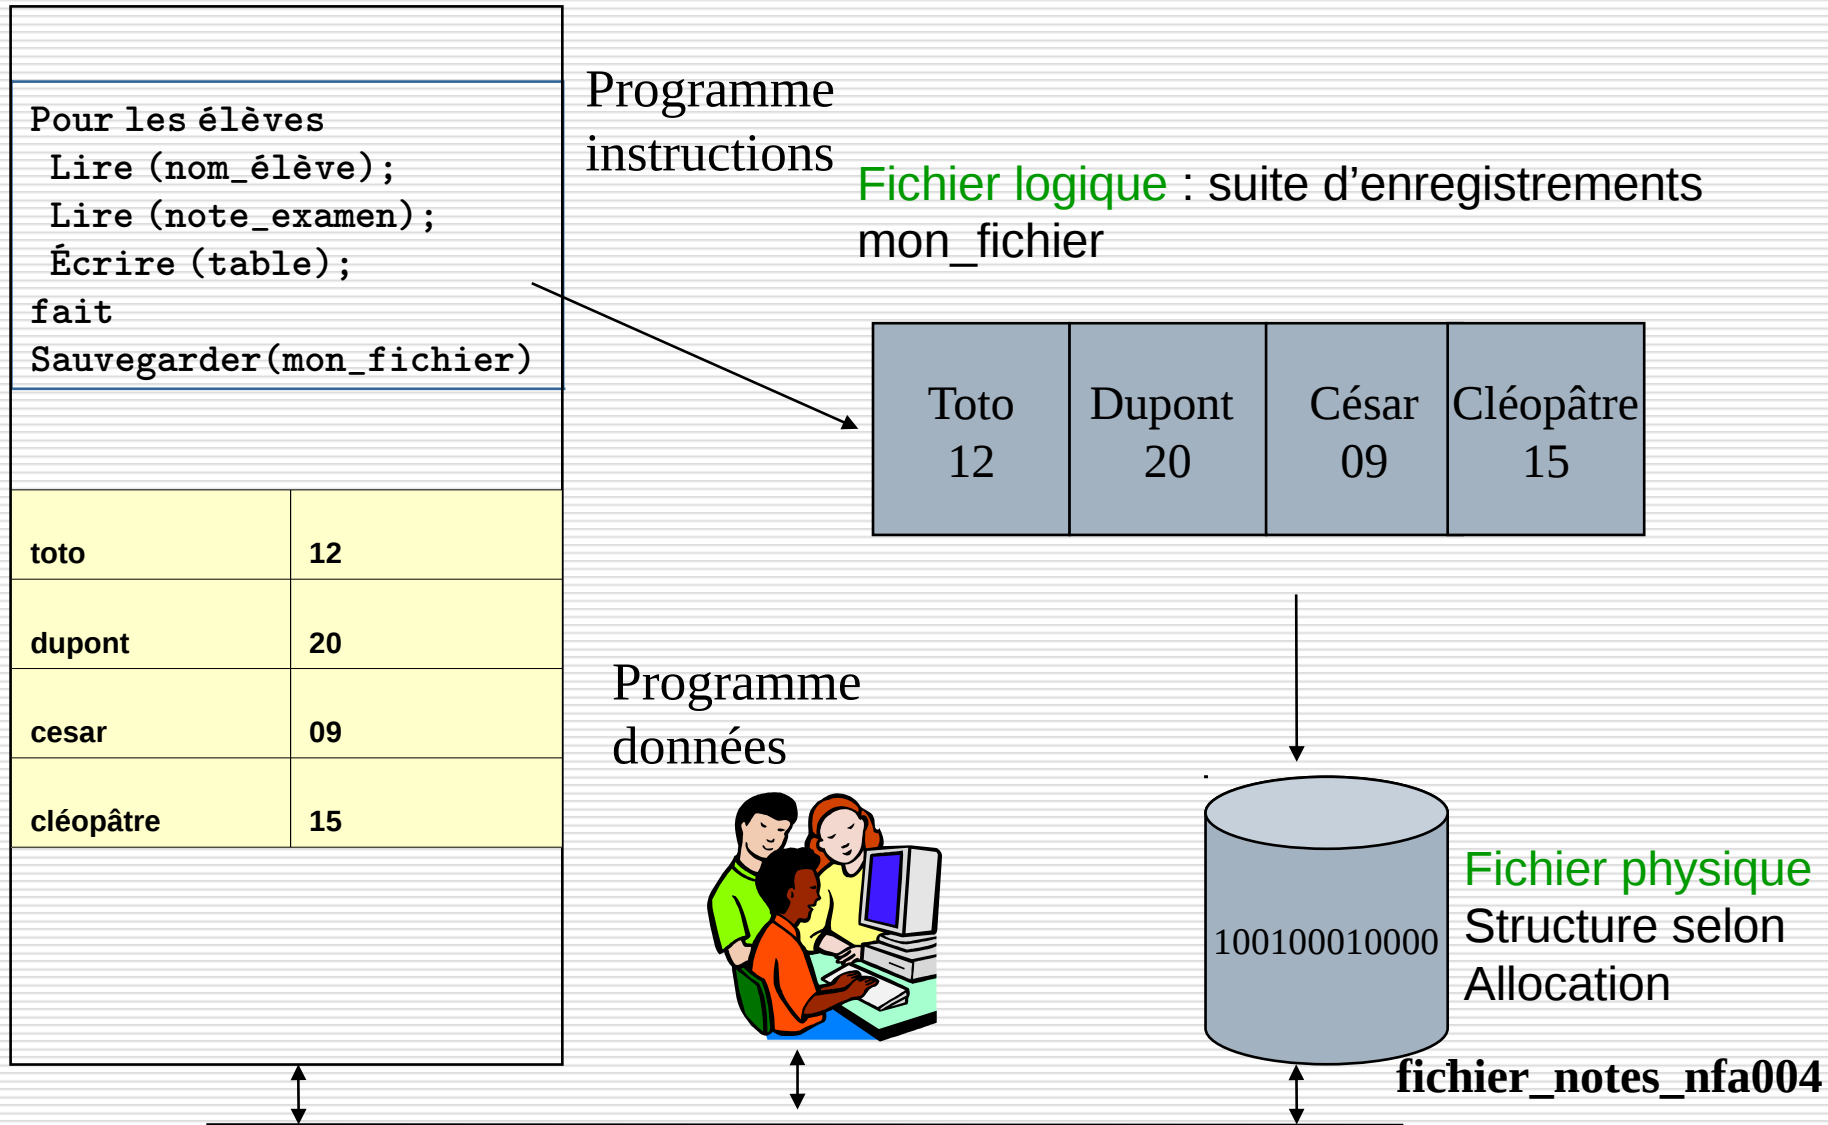 Pour les élèves
Lire (nom_élève);
Lire (note_examen);
Écrire (table);
fait
Sauvegarder(mon_fichier)
Programme
instructions
Fichier logique : suite d’enregistrements
mon_fichier
Toto Dupont César Cléopâtre
12 20 09 15
toto 12
dupont 20
cesar 09
cléopâtre 15
Programme
données
100100010000
Fichier physique
Structure selon
Allocation
fichier_notes_nfa004